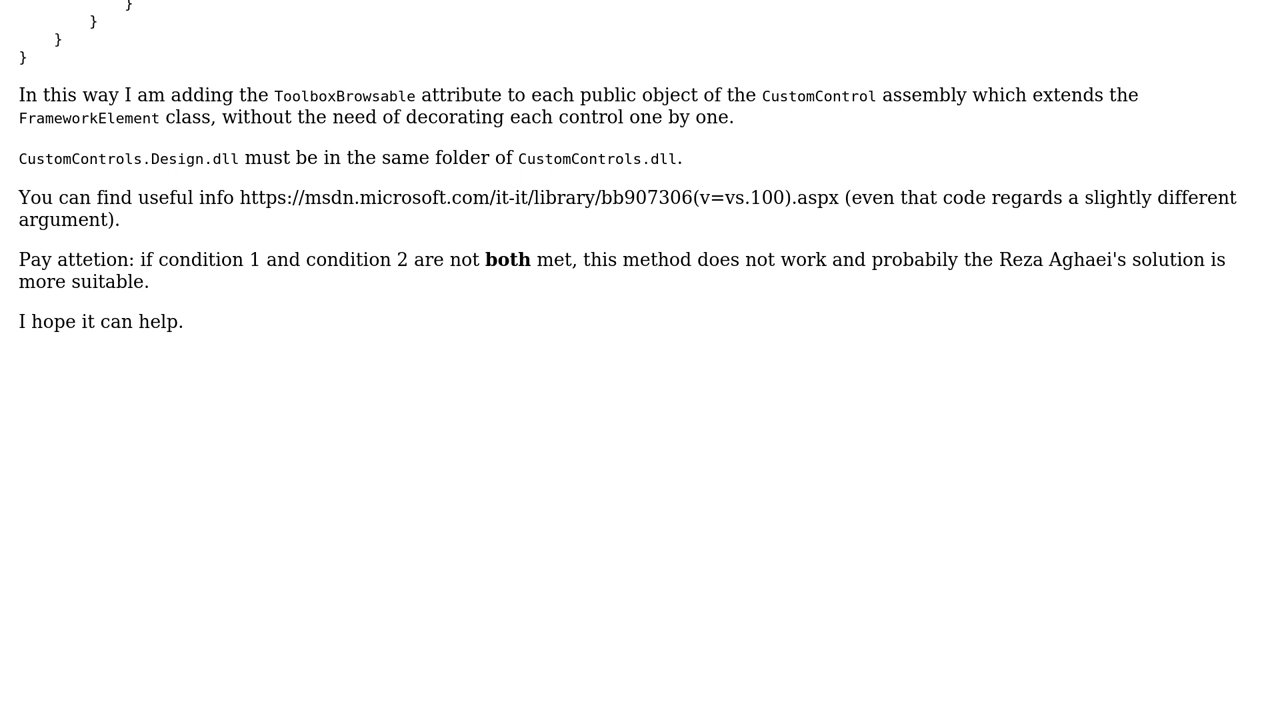 }
}
}
}
In this way I am adding the ToolboxBrowsable attribute to each public object of the CustomControl assembly which extends the
FrameworkElement class, without the need of decorating each control one by one.
CustomControls.Design.dll must be in the same folder of CustomControls.dll.
You can find useful info https://msdn.microsoft.com/it-it/library/bb907306(v=vs.100).aspx (even that code regards a slightly different
argument).
Pay attetion: if condition 1 and condition 2 are not both met, this method does not work and probabily the Reza Aghaei's solution is
more suitable.
I hope it can help.